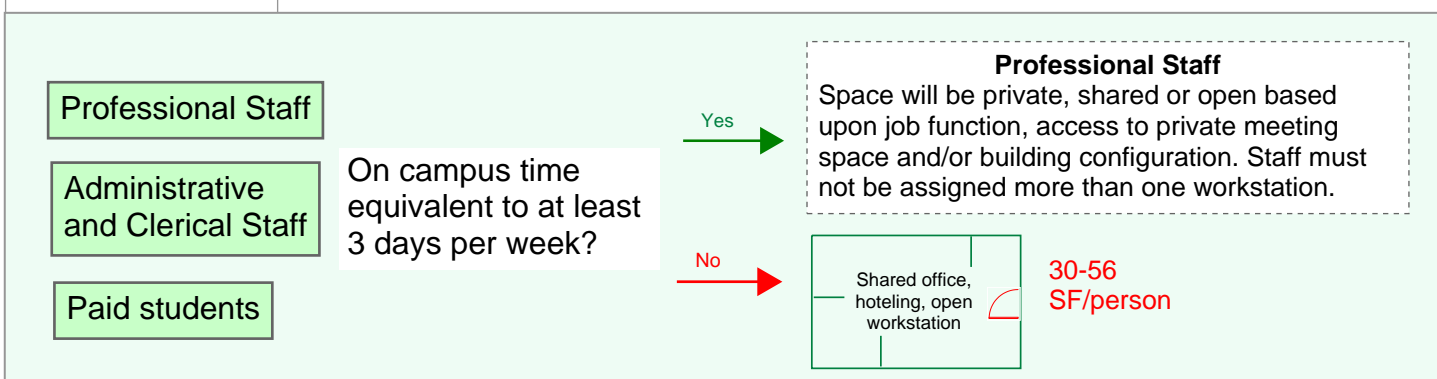 Professional Staff
Administrative
and Clerical Staff
Paid students
On campus time
equivalent to at least
3 days per week?
Yes
No
Professional Staff
Space will be private, shared or open based
upon job function, access to private meeting
space and/or building configuration. Staff must
not be assigned more than one workstation.
Shared office,
hoteling, open
workstation
30-56
SF/person